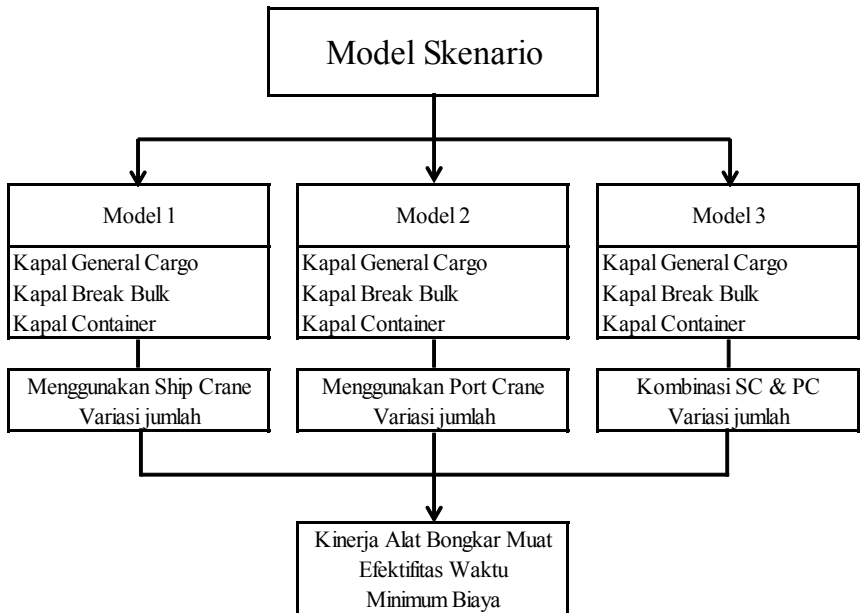 Model Skenario
Model 1
Kapal General Cargo
Kapal Break Bulk
Kapal Container
Menggunakan Ship Crane
Variasi jumlah
Model 2
Kapal General Cargo
Kapal Break Bulk
Kapal Container
Menggunakan Port Crane
Variasi jumlah
Model 3
Kapal General Cargo
Kapal Break Bulk
Kapal Container
Kombinasi SC & PC
Variasi jumlah
Kinerja Alat Bongkar Muat
Efektifitas Waktu
Minimum Biaya